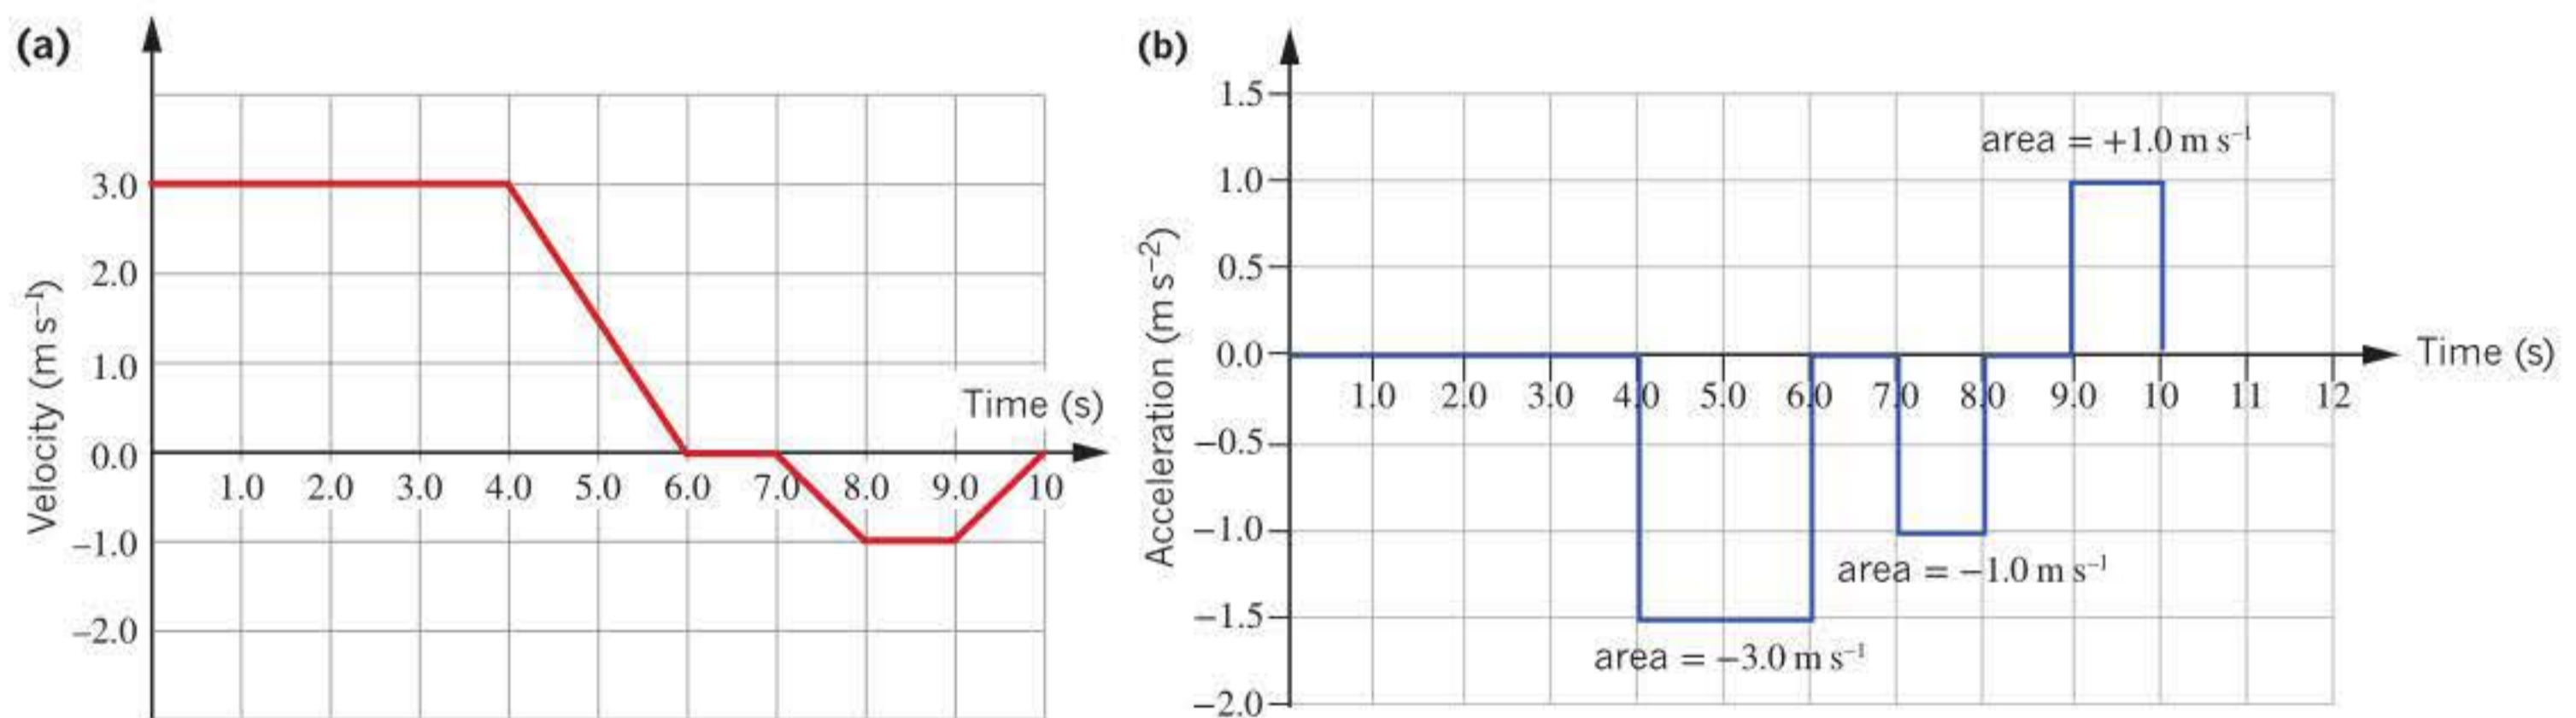 (a)
Velocity (m s⁻¹)
3.0
2.0
1.0
0.0
−1.0
−2.0
Time (s)
1.0 2.0 3.0 4.0 5.0 6.0 7.0 8.0 9.0 10
(b)
Acceleration (m s⁻²)
1.5
1.0
0.5
0.0
−0.5
−1.0
−1.5
−2.0
area = +1.0 m s⁻¹
Time (s)
1.0 2.0 3.0 4.0 5.0 6.0 7.0 8.0 9.0 10 11 12
area = −1.0 m s⁻¹
area = −3.0 m s⁻¹